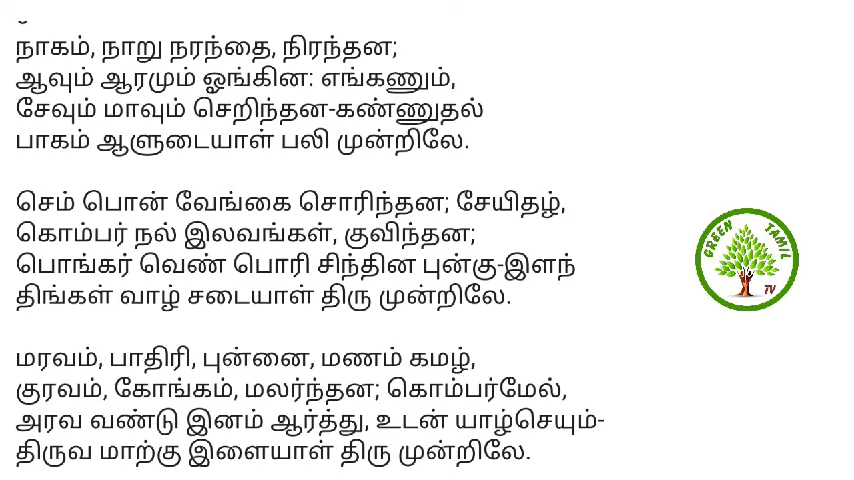 நாகம், நாறு நரந்தை, நிரந்தன;
ஆவும் ஆரமும் ஓங்கின: எங்கணும்,
சேவும் மாவும் செறிந்தன-கண்ணுதல்
பாகம் ஆளுடையாள் பலி முன்றிலே.
செம் பொன் வேங்கை சொரிந்தன; சேயிதழ்,
கொம்பர் நல் இலவங்கள், குவிந்தன;
பொங்கர் வெண் பொரி சிந்தின புன்கு-இளந்
திங்கள் வாழ் சடையாள் திரு முன்றிலே.
மரவம், பாதிரி, புன்னை, மணம் கமழ்,
குரவம், கோங்கம், மலர்ந்தன; கொம்பர்மேல்,
அரவ வண்டு இனம் ஆர்த்து, உடன் யாழ்செயும்-
திருவ மாற்கு இளையாள் திரு முன்றிலே.
GREEN TAMIL
TV